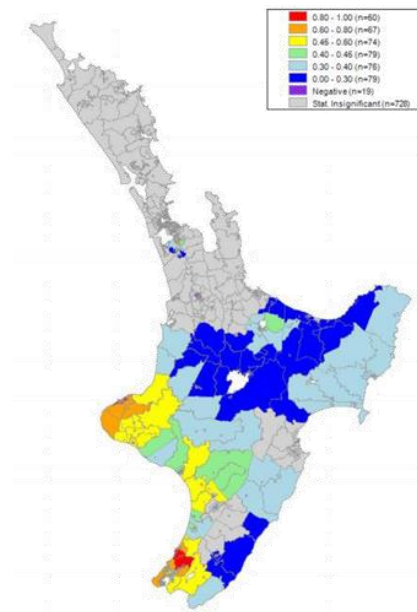 0.80 - 1.00 (n=60)
0.60 - 0.80 (n=67)
0.45 - 0.60 (n=74)
0.40 - 0.45 (n=79)
0.30 - 0.40 (n=76)
0.00 - 0.30 (n=79)
Negative (n=19)
Stat. Insignificant (n=728)